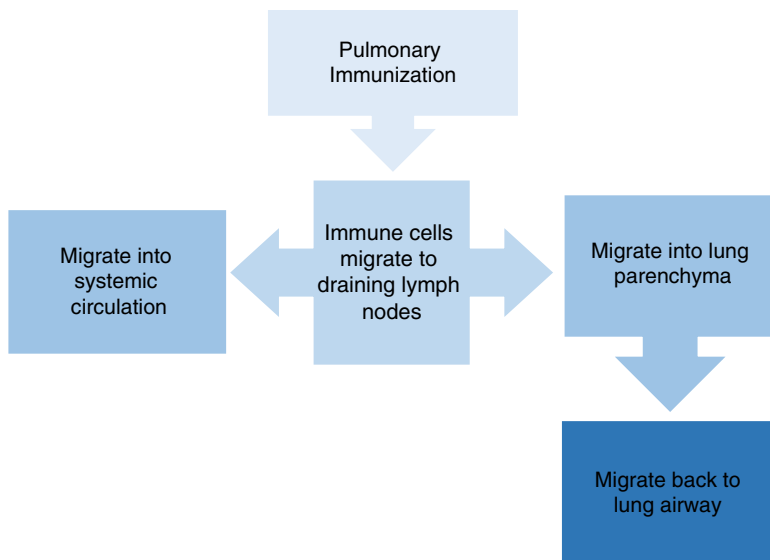 Pulmonary
Immunization
Immune cells
migrate to
draining lymph
nodes
Migrate into
systemic
circulation
Migrate into lung
parenchyma
Migrate back to
lung airway